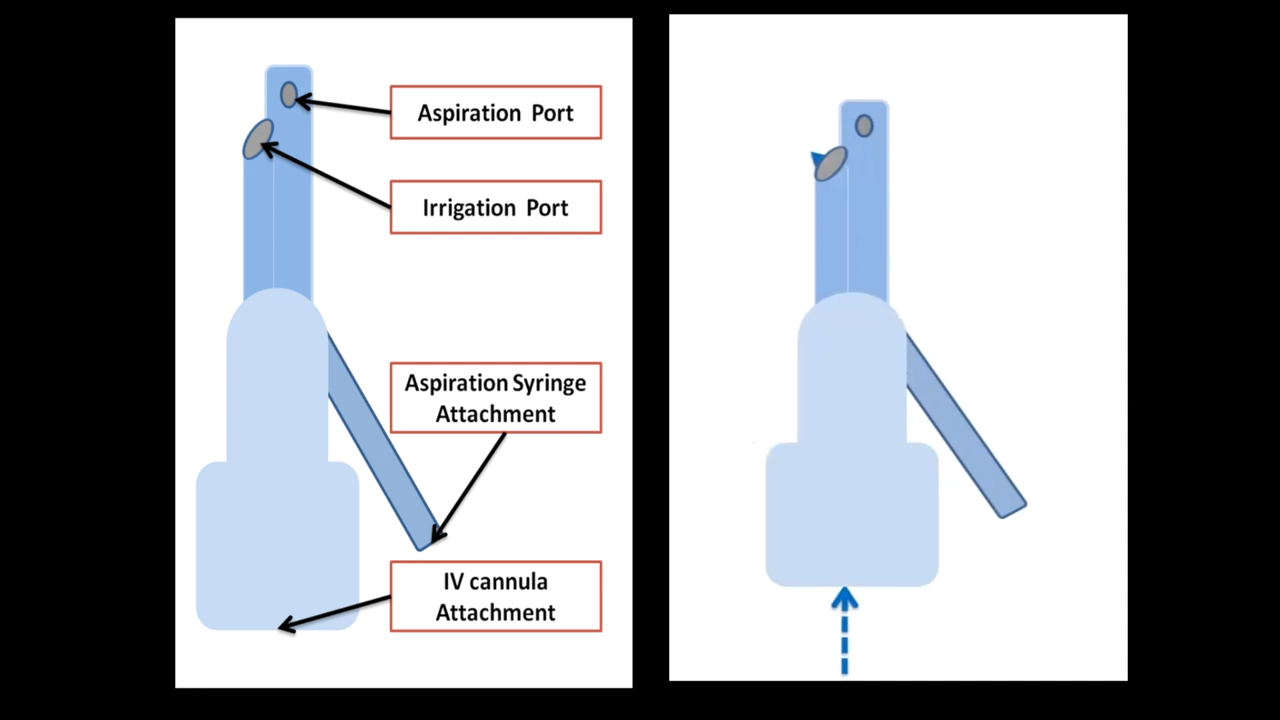 Aspiration Port
Irrigation Port
Aspiration Syringe
Attachment
IV cannula
Attachment